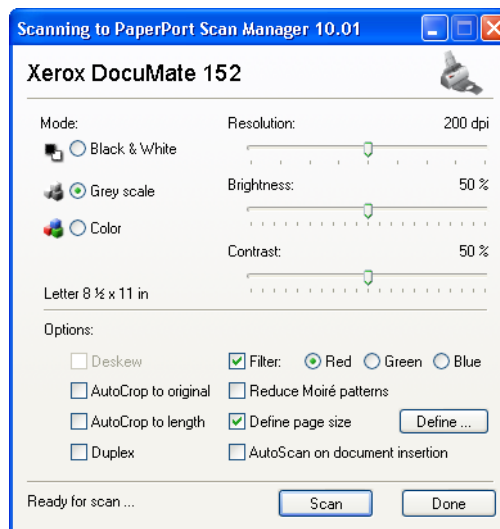 Scanning to PaperPort Scan Manager 10.01
Xerox DocuMate 152
Mode:
Black & White
Grey scale
Color
Letter 8 ½ x 11 in
Resolution: 200 dpi
Brightness: 50 %
Contrast: 50 %
Options:
Deskew
AutoCrop to original
AutoCrop to length
Duplex
Filter: Red Green Blue
Reduce Moiré patterns
Define page size Define ...
AutoScan on document insertion
Ready for scan ... Scan Done